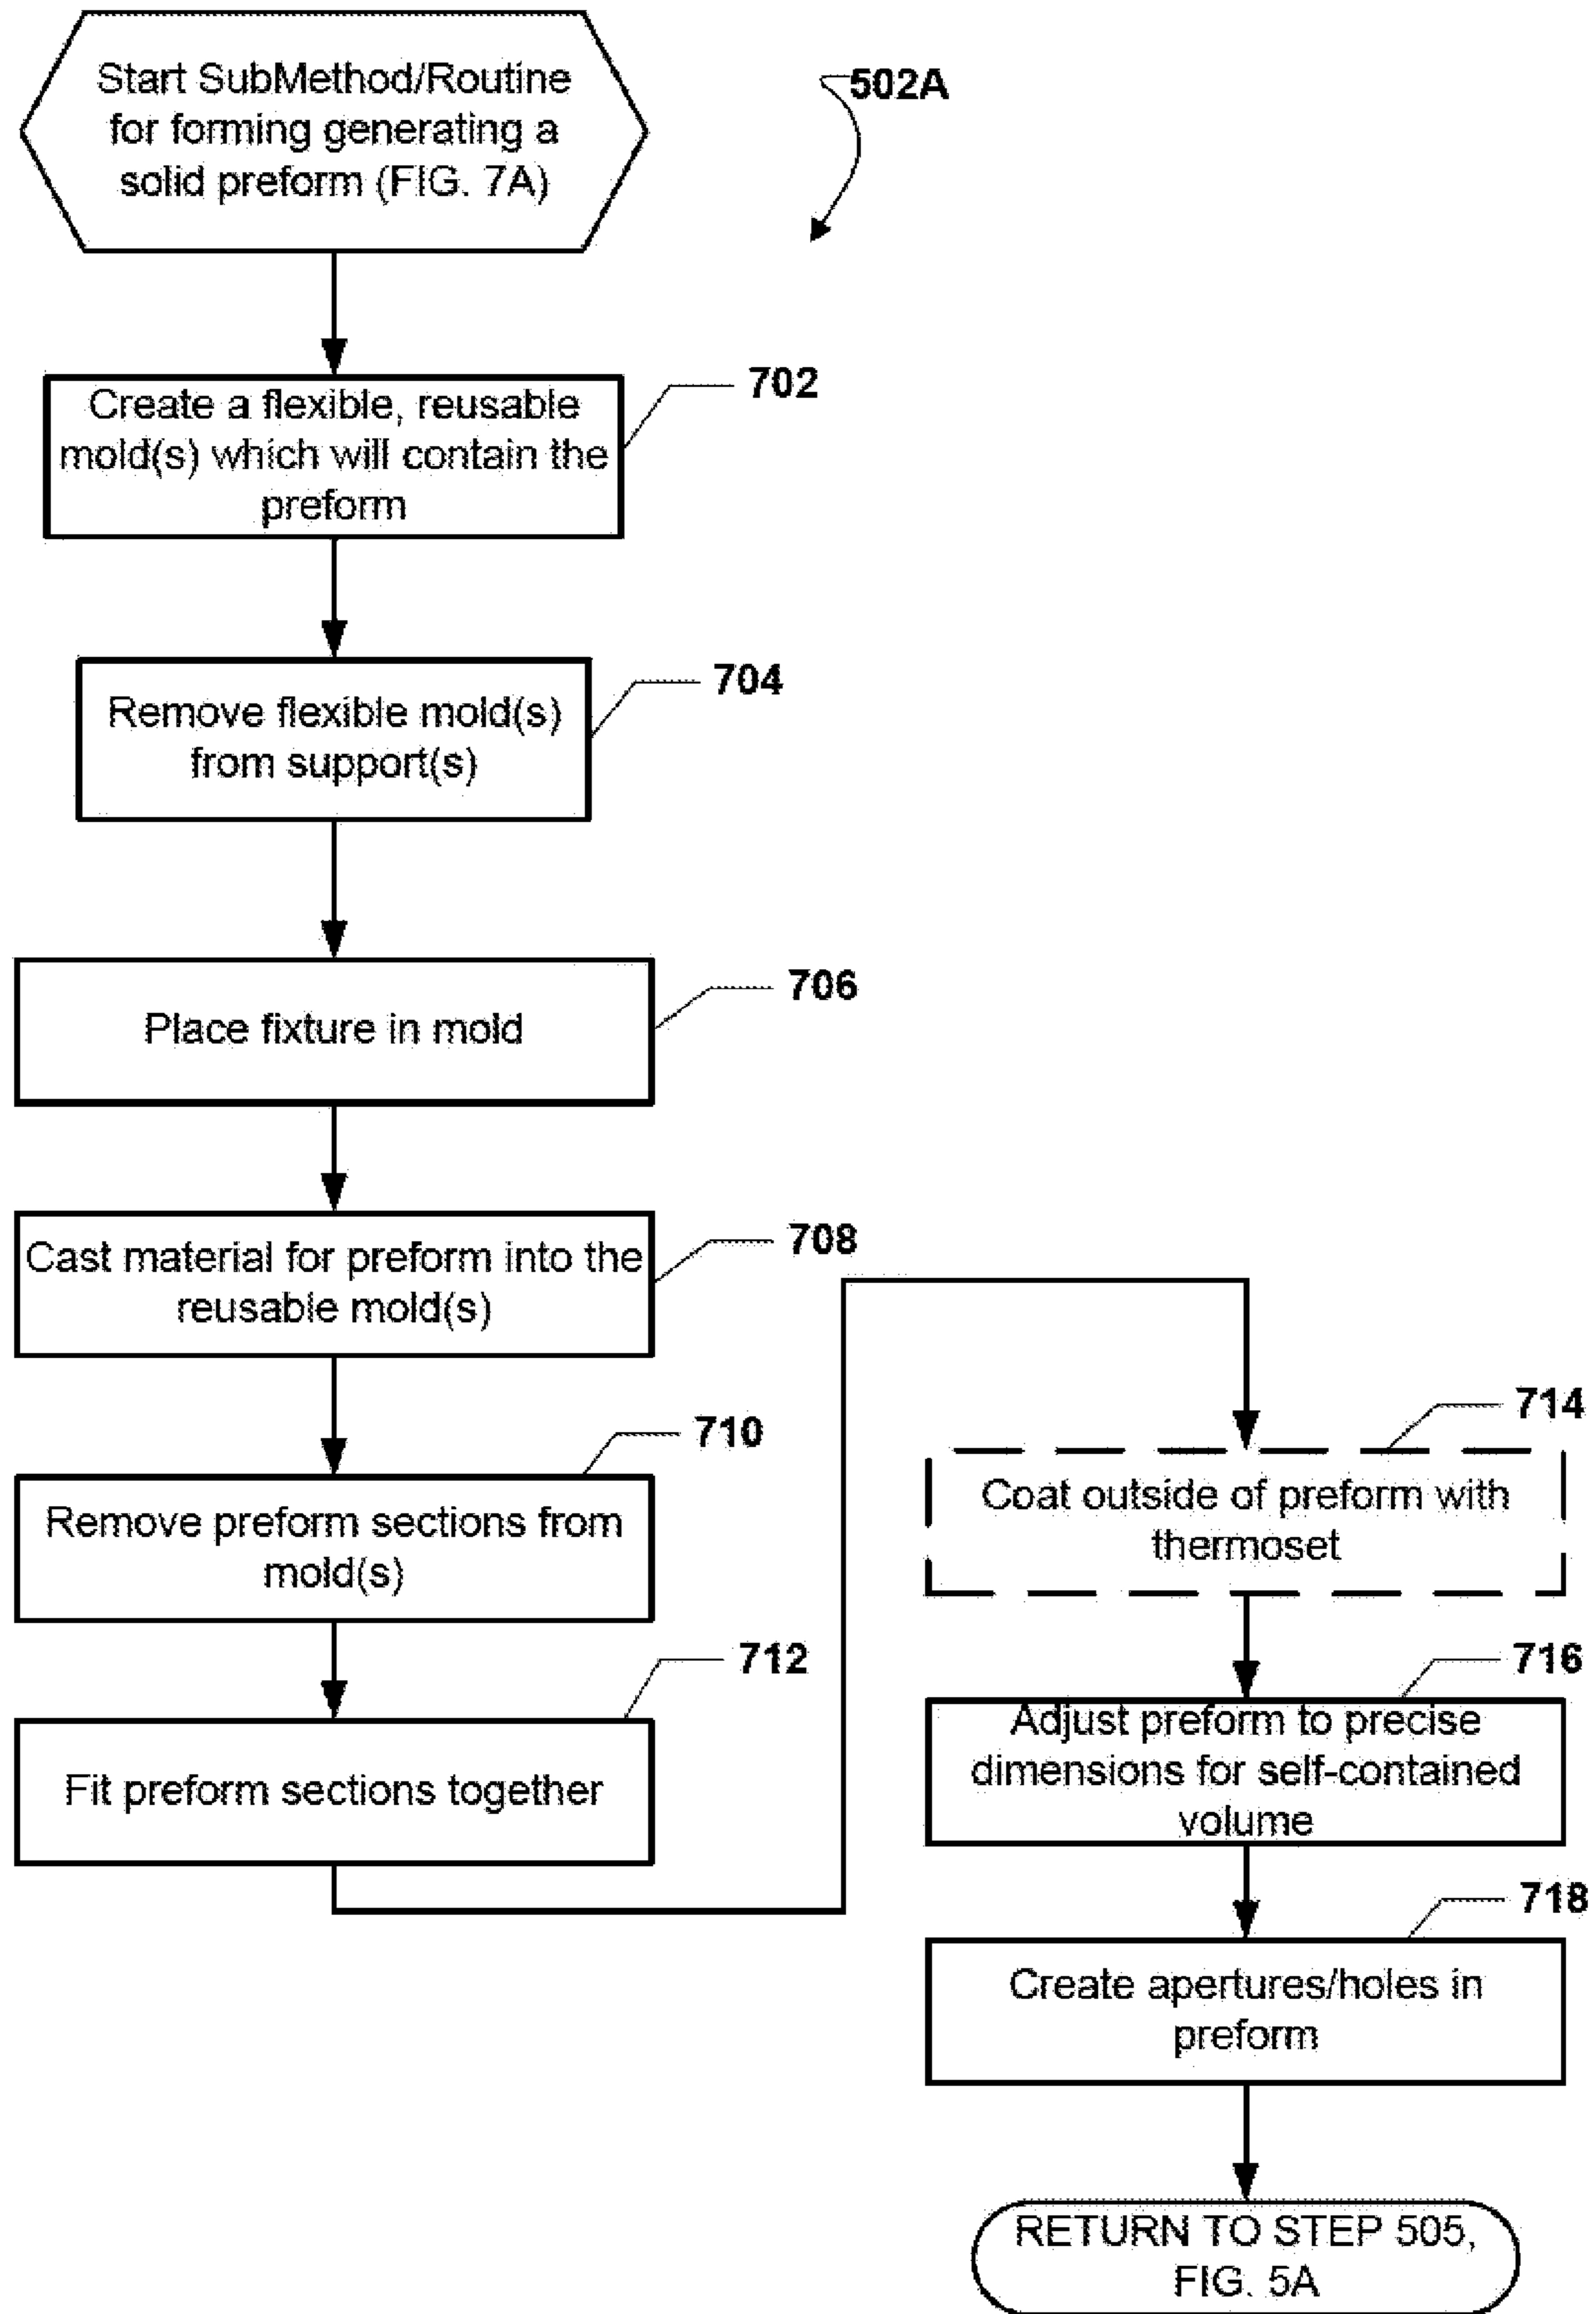 Start SubMethod/Routine
for forming generating a
solid preform (FIG. 7A)
502A
Create a flexible, reusable
mold(s) which will contain the
preform
702
Remove flexible mold(s)
from support(s)
704
Place fixture in mold
706
Cast material for preform into the
reusable mold(s)
708
Remove preform sections from
mold(s)
710
Fit preform sections together
712
Coat outside of preform with
thermoset
714
Adjust preform to precise
dimensions for self-contained
volume
716
Create apertures/holes in
preform
718
RETURN TO STEP 505,
FIG. 5A